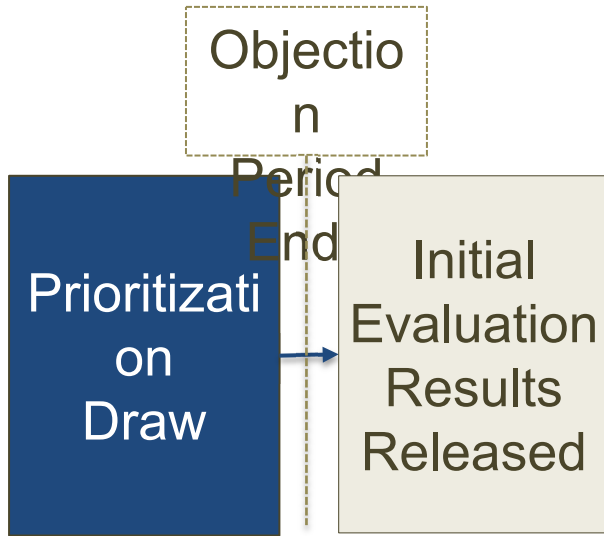 Objectio
n
Period
End
Prioritizati
on
Draw
Initial
Evaluation
Results
Released